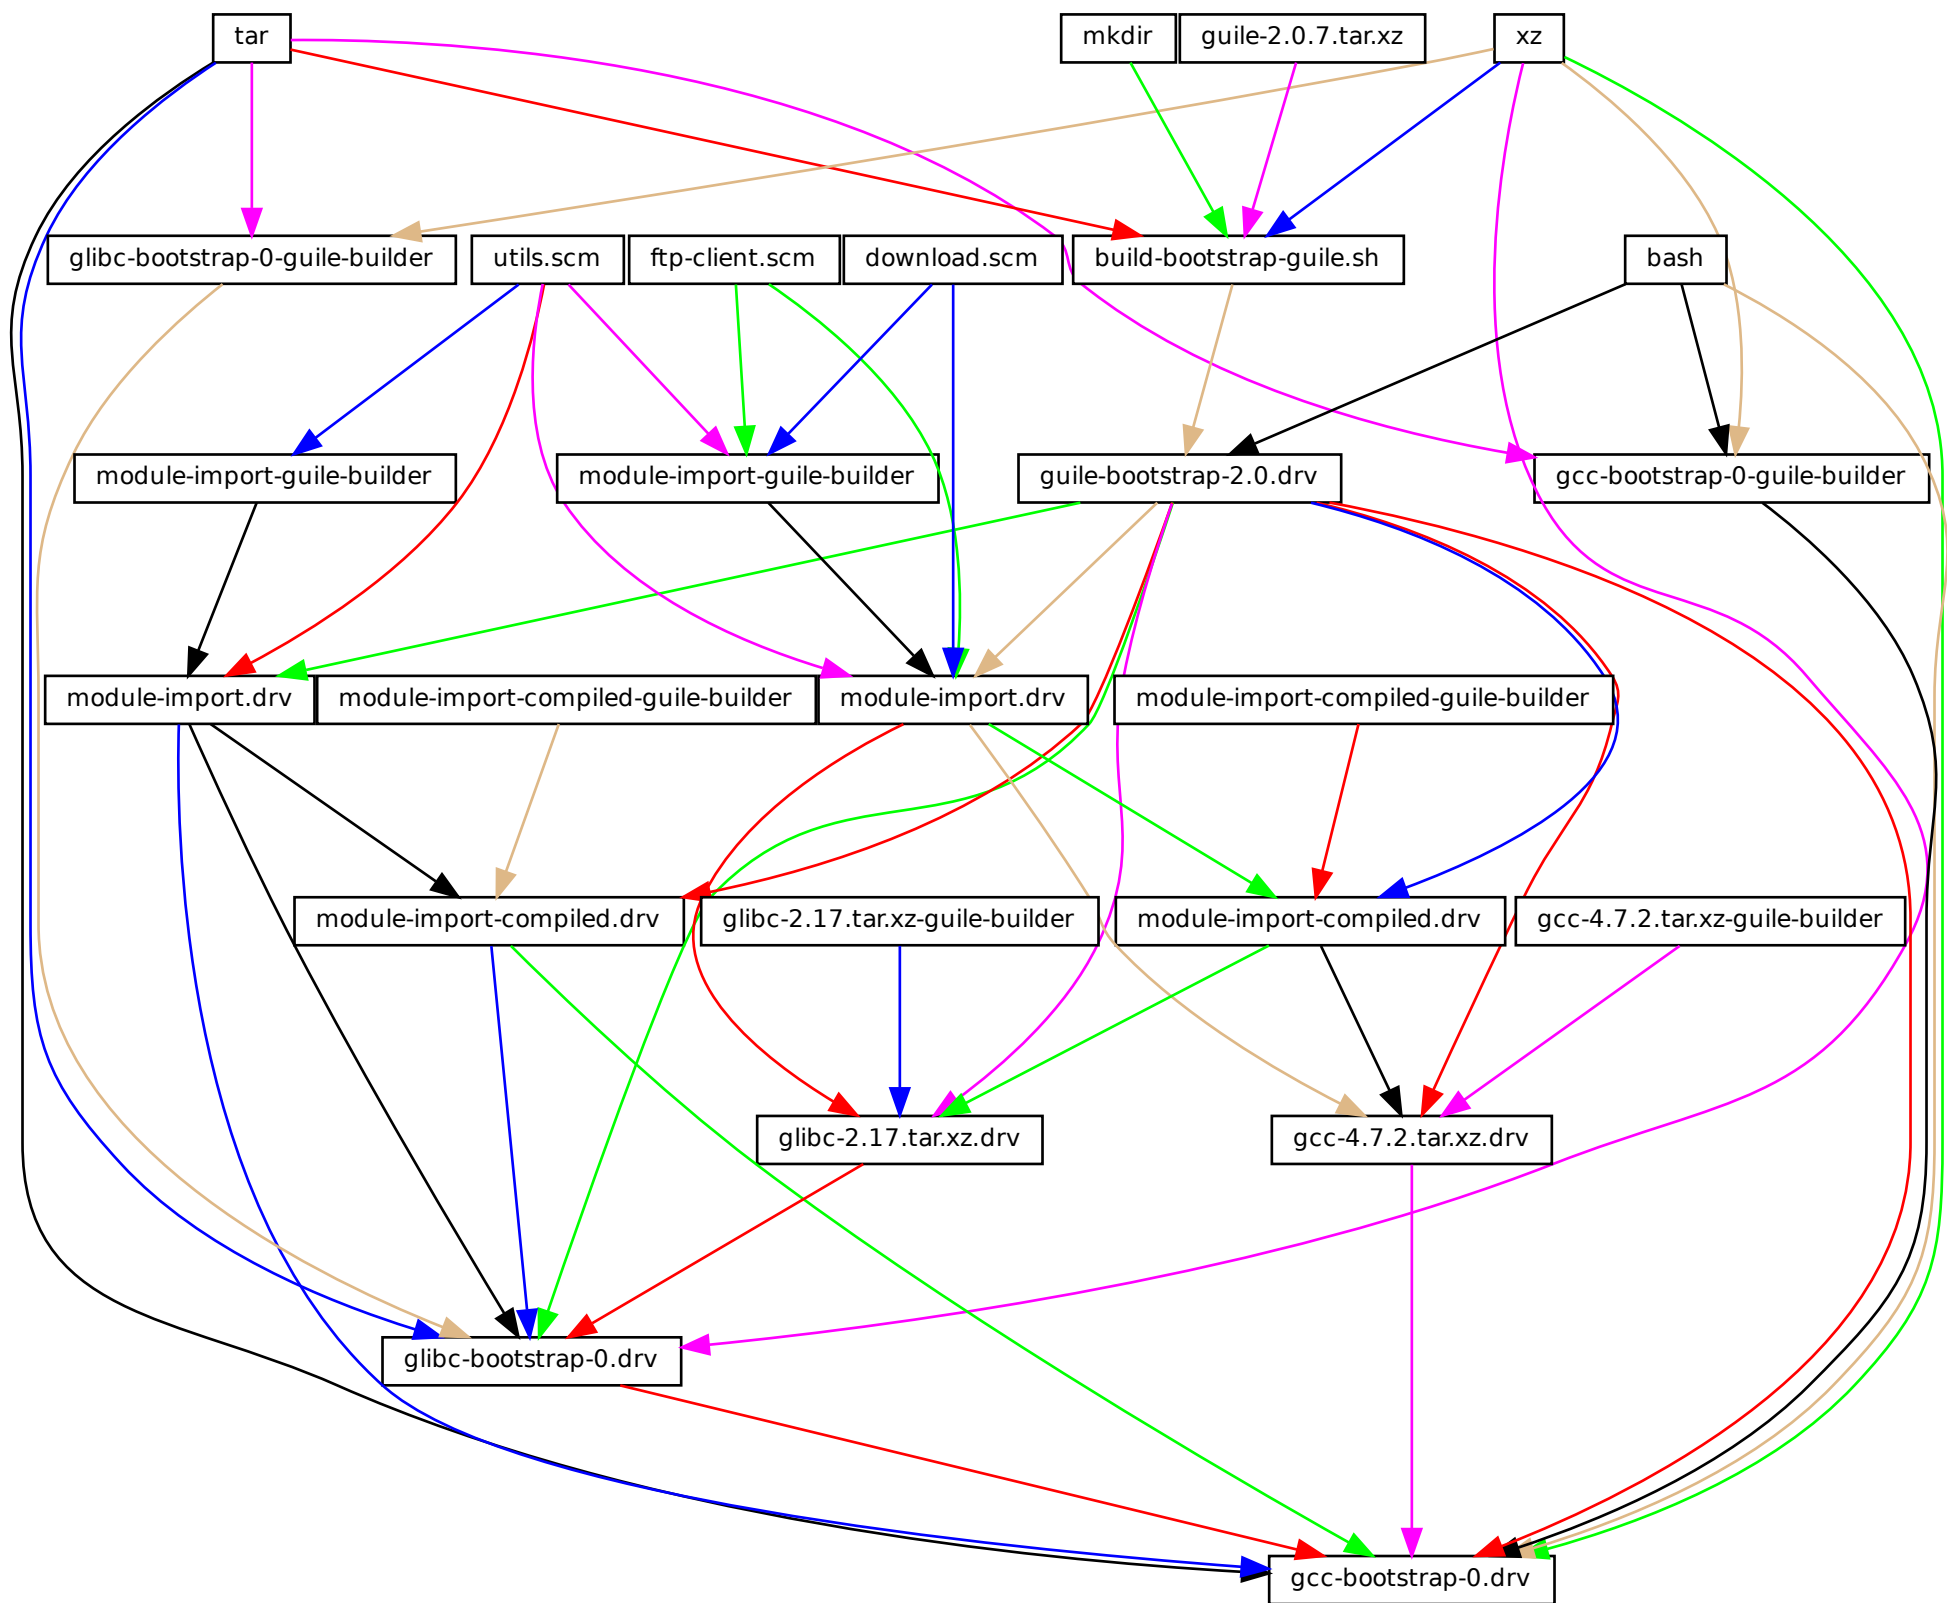 tar
mkdir
guile-2.0.7.tar.xz
xz
glibc-bootstrap-0-guile-builder
utils.scm
ftp-client.scm
download.scm
build-bootstrap-guile.sh
bash
module-import-guile-builder
module-import-guile-builder
guile-bootstrap-2.0.drv
gcc-bootstrap-0-guile-builder
module-import.drv
module-import-compiled-guile-builder
module-import.drv
module-import-compiled-guile-builder
module-import-compiled.drv
glibc-2.17.tar.xz-guile-builder
module-import-compiled.drv
gcc-4.7.2.tar.xz-guile-builder
glibc-2.17.tar.xz.drv
gcc-4.7.2.tar.xz.drv
glibc-bootstrap-0.drv
gcc-bootstrap-0.drv